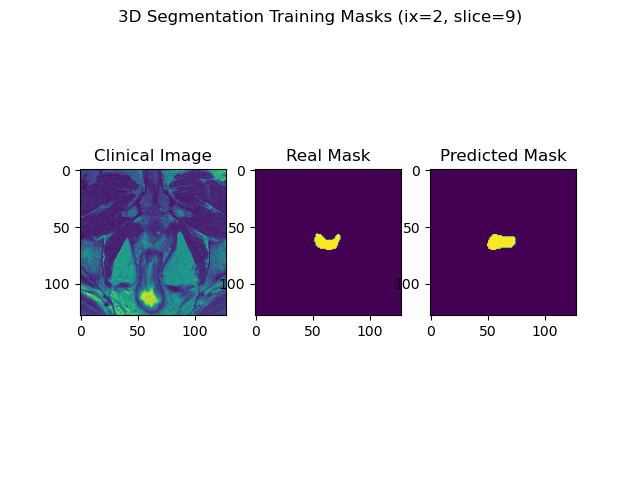 3D Segmentation Training Masks (ix=2, slice=9)
Clinical Image Real Mask Predicted Mask
0 0 0
50 50 50
100 100 100
0 50 100 0 50 100 0 50 100